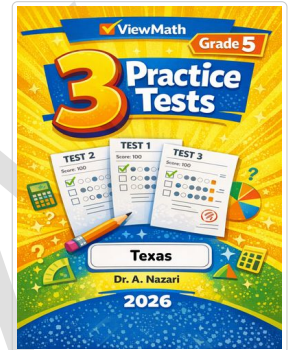 ViewMath
Grade 5
3 Practice
Tests
TEST 2
Score: 100
TEST 1
Score: 100
TEST 3
Score: 100
Texas
Dr. A. Nazari
2026